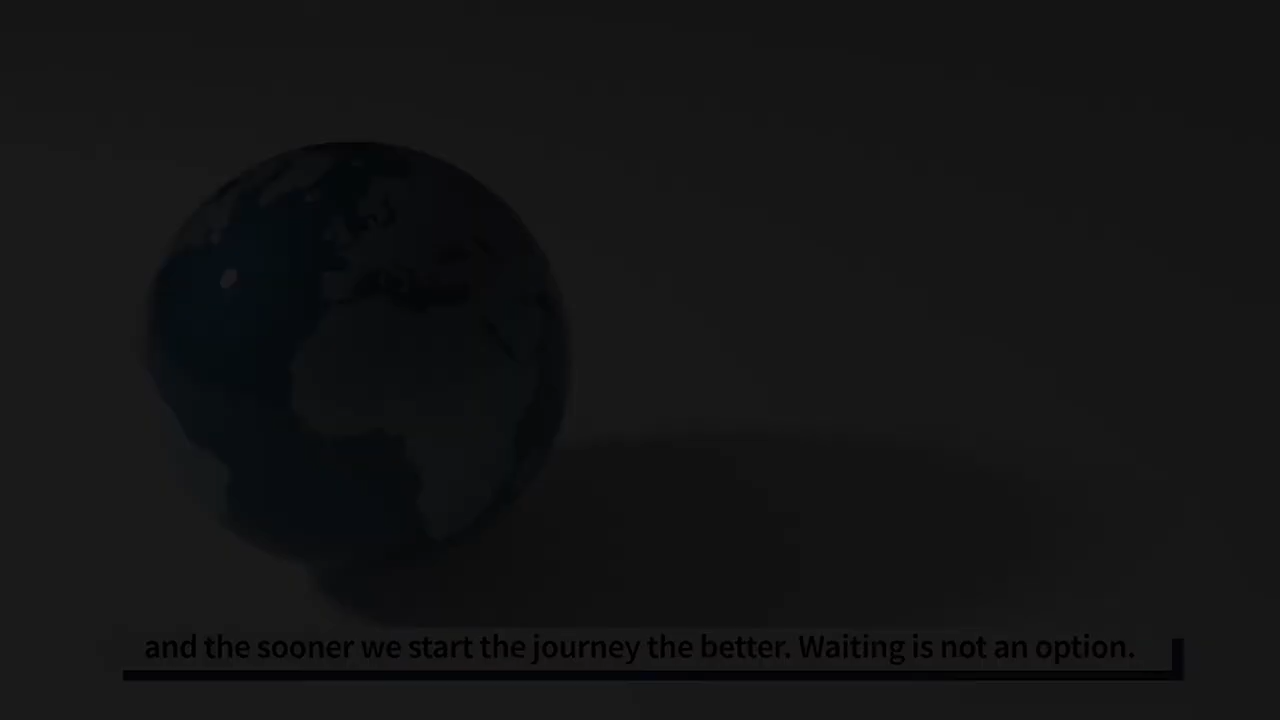 and the sooner we start the journey the better. Waiting is not an option.